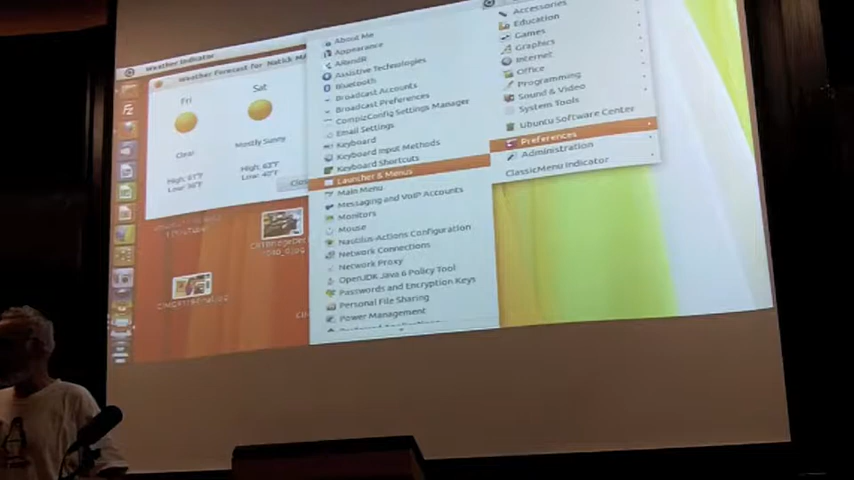 Weather Indicator
Weather Forecast for Natick MA
Fri
Sat
Clear
Mostly Sunny
High: 61°F
Low: 36°F
High: 63°F
Low: 40°F
About Me
Appearance
ARandR
Assistive Technologies
Bluetooth
Broadcast Accounts
Broadcast Preferences
CompizConfig Settings Manager
Email Settings
Keyboard
Keyboard Input Methods
Keyboard Shortcuts
Launcher & Menus
Main Menu
Messaging and VoIP Accounts
Monitors
Mouse
Nautilus-Actions Configuration
Network Connections
Network Proxy
OpenJDK Java 6 Policy Tool
Passwords and Encryption Keys
Personal File Sharing
Power Management
Accessories
Education
Games
Graphics
Internet
Office
Programming
Sound & Video
System Tools
Ubuntu Software Center
Preferences
Administration
ClassicMenu Indicator